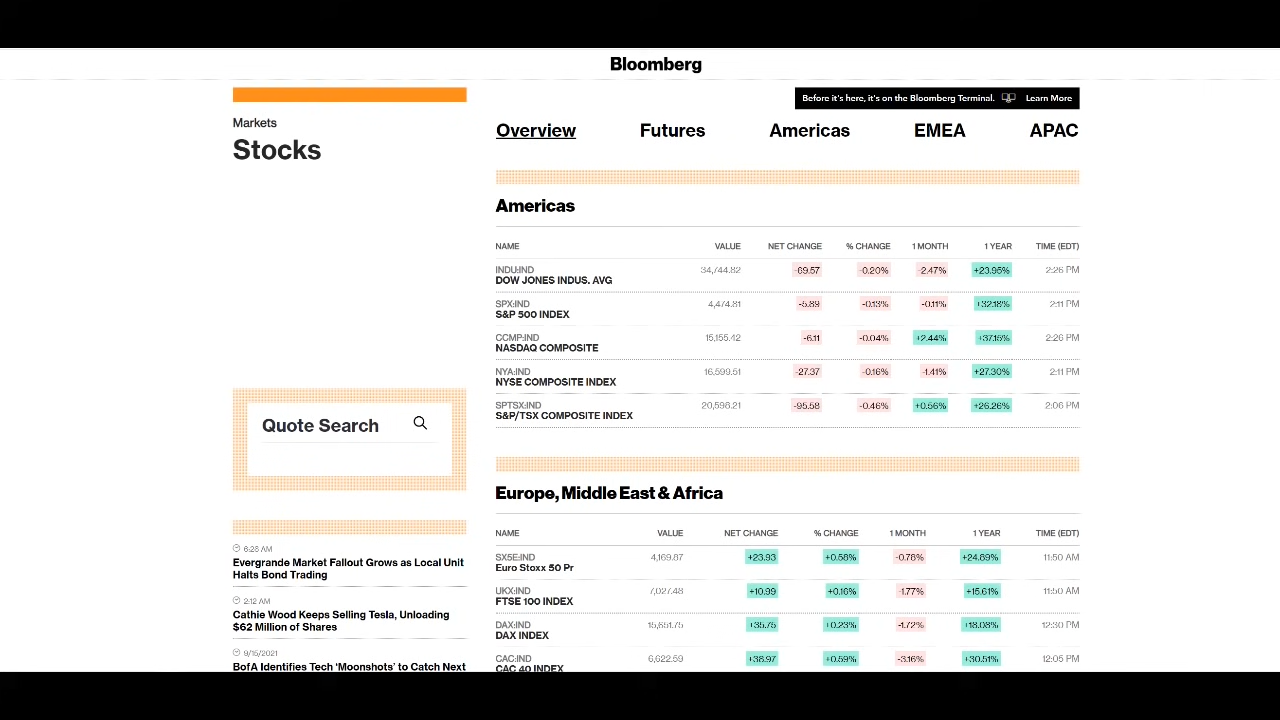 Bloomberg
Before it's here, it's on the Bloomberg Terminal. Learn More
Markets
Stocks
Overview Futures Americas EMEA APAC
Americas
NAME VALUE NET CHANGE % CHANGE 1 MONTH 1 YEAR TIME (EDT)
INDU:IND 34,744.82 -69.57 -0.20% -2.47% +23.95% 2:26 PM
DOW JONES INDUS. AVG
SPX:IND 4,474.81 -5.89 -0.13% -0.11% +32.18% 2:11 PM
S&P 500 INDEX
CCMP:IND 15,155.42 -6.11 -0.04% +2.44% +37.15% 2:26 PM
NASDAQ COMPOSITE
NYA:IND 16,599.51 -27.37 -0.16% -1.41% +27.30% 2:11 PM
NYSE COMPOSITE INDEX
SPTSX:IND 20,598.21 -95.58 -0.46% +0.56% +26.26% 2:06 PM
S&P/TSX COMPOSITE INDEX
Quote Search
Europe, Middle East & Africa
NAME VALUE NET CHANGE % CHANGE 1 MONTH 1 YEAR TIME (EDT)
SX5E:IND 4,169.87 +23.93 +0.58% -0.78% +24.89% 11:50 AM
Euro Stoxx 50 Pr
UKX:IND 7,027.48 +10.99 +0.16% -1.77% +15.61% 11:50 AM
FTSE 100 INDEX
DAX:IND 15,651.75 +35.75 +0.23% -1.72% +18.08% 12:30 PM
DAX INDEX
CAC:IND 6,622.59 +38.97 +0.59% -3.16% +30.51% 12:05 PM
CAC 40 INDEX
6:23 AM
Evergrande Market Fallout Grows as Local Unit
Halts Bond Trading
2:12 AM
Cathie Wood Keeps Selling Tesla, Unloading
$62 Million of Shares
9/15/2021
BofA Identifies Tech 'Moonshots' to Catch Next